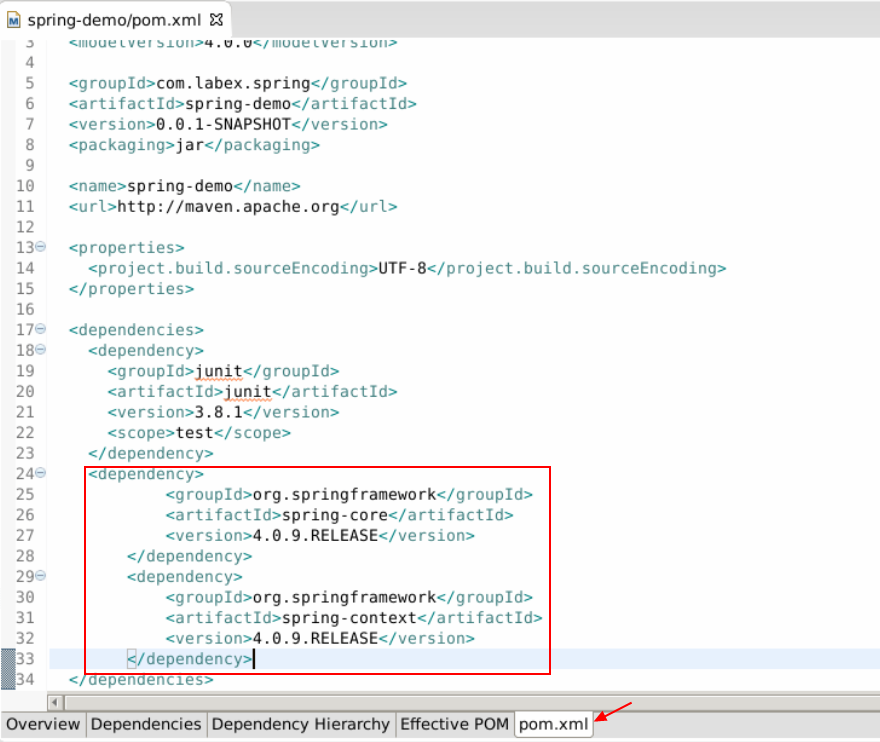 spring-demo/pom.xml
3 <modelVersion>4.0.0</modelVersion>
4
5 <groupId>com.labex.spring</groupId>
6 <artifactId>spring-demo</artifactId>
7 <version>0.0.1-SNAPSHOT</version>
8 <packaging>jar</packaging>
9
10 <name>spring-demo</name>
11 <url>http://maven.apache.org</url>
12
13 <properties>
14 <project.build.sourceEncoding>UTF-8</project.build.sourceEncoding>
15 </properties>
16
17 <dependencies>
18 <dependency>
19 <groupId>junit</groupId>
20 <artifactId>junit</artifactId>
21 <version>3.8.1</version>
22 <scope>test</scope>
23 </dependency>
24 <dependency>
25 <groupId>org.springframework</groupId>
26 <artifactId>spring-core</artifactId>
27 <version>4.0.9.RELEASE</version>
28 </dependency>
29 <dependency>
30 <groupId>org.springframework</groupId>
31 <artifactId>spring-context</artifactId>
32 <version>4.0.9.RELEASE</version>
33 </dependency>
34 </dependencies>
Overview Dependencies Dependency Hierarchy Effective POM pom.xml